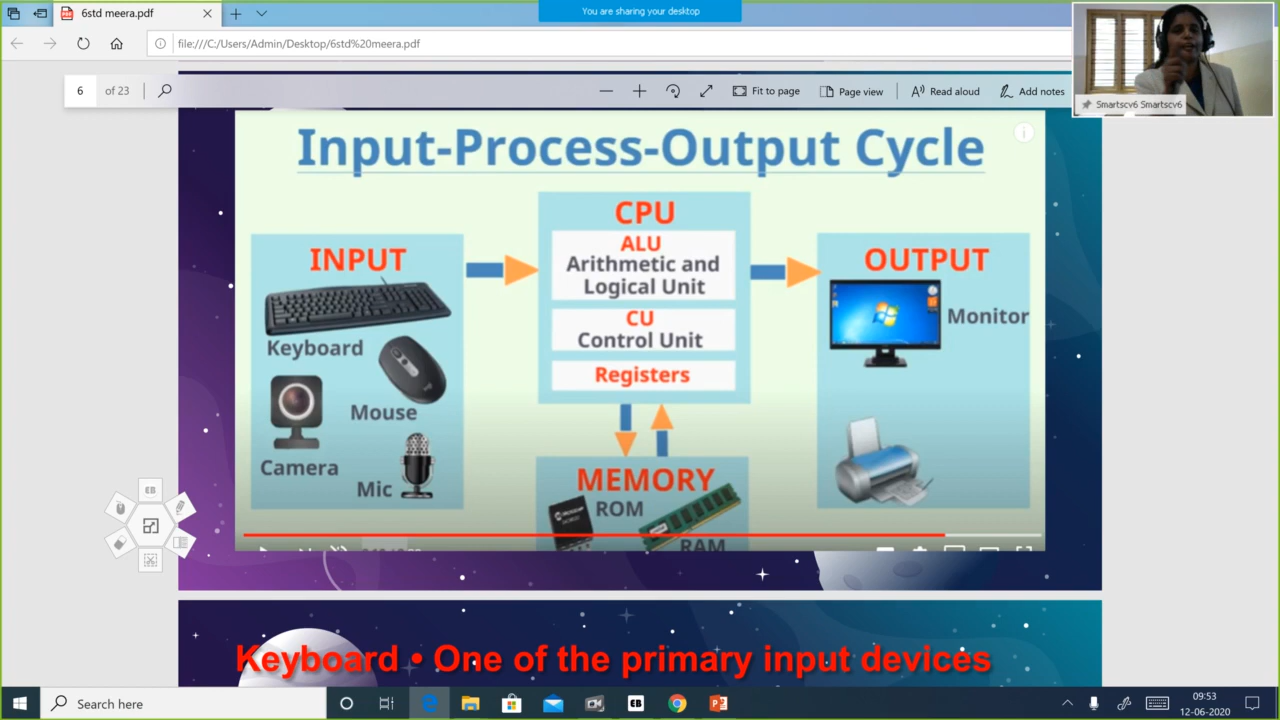 6std meera.pdf
You are sharing your desktop
file:///C:/Users/Admin/Desktop/6std%20meera.pdf
6 of 23
Fit to page
Page view
Read aloud
Add notes
Smartscv6 Smartscv6
Input-Process-Output Cycle
INPUT
Keyboard
Mouse
Camera
Mic
CPU
ALU
Arithmetic and
Logical Unit
CU
Control Unit
Registers
MEMORY
ROM
RAM
OUTPUT
Monitor
EB
Keyboard • One of the primary input devices
Search here
EB
09:53
12-06-2020